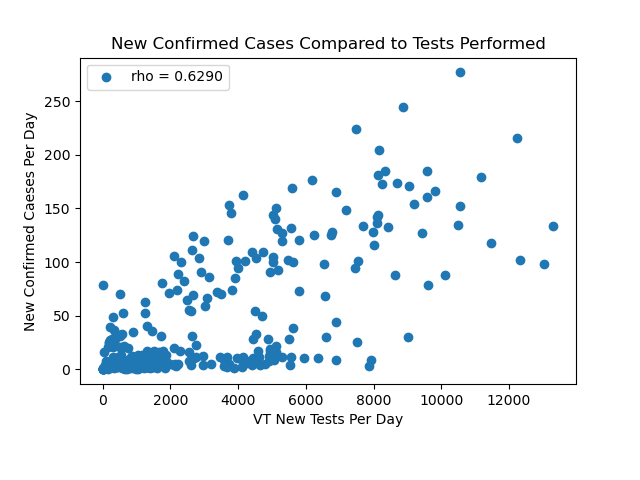 New Confirmed Cases Compared to Tests Performed
rho = 0.6290
New Confirmed Caeses Per Day
250
200
150
100
50
0
0 2000 4000 6000 8000 10000 12000
VT New Tests Per Day